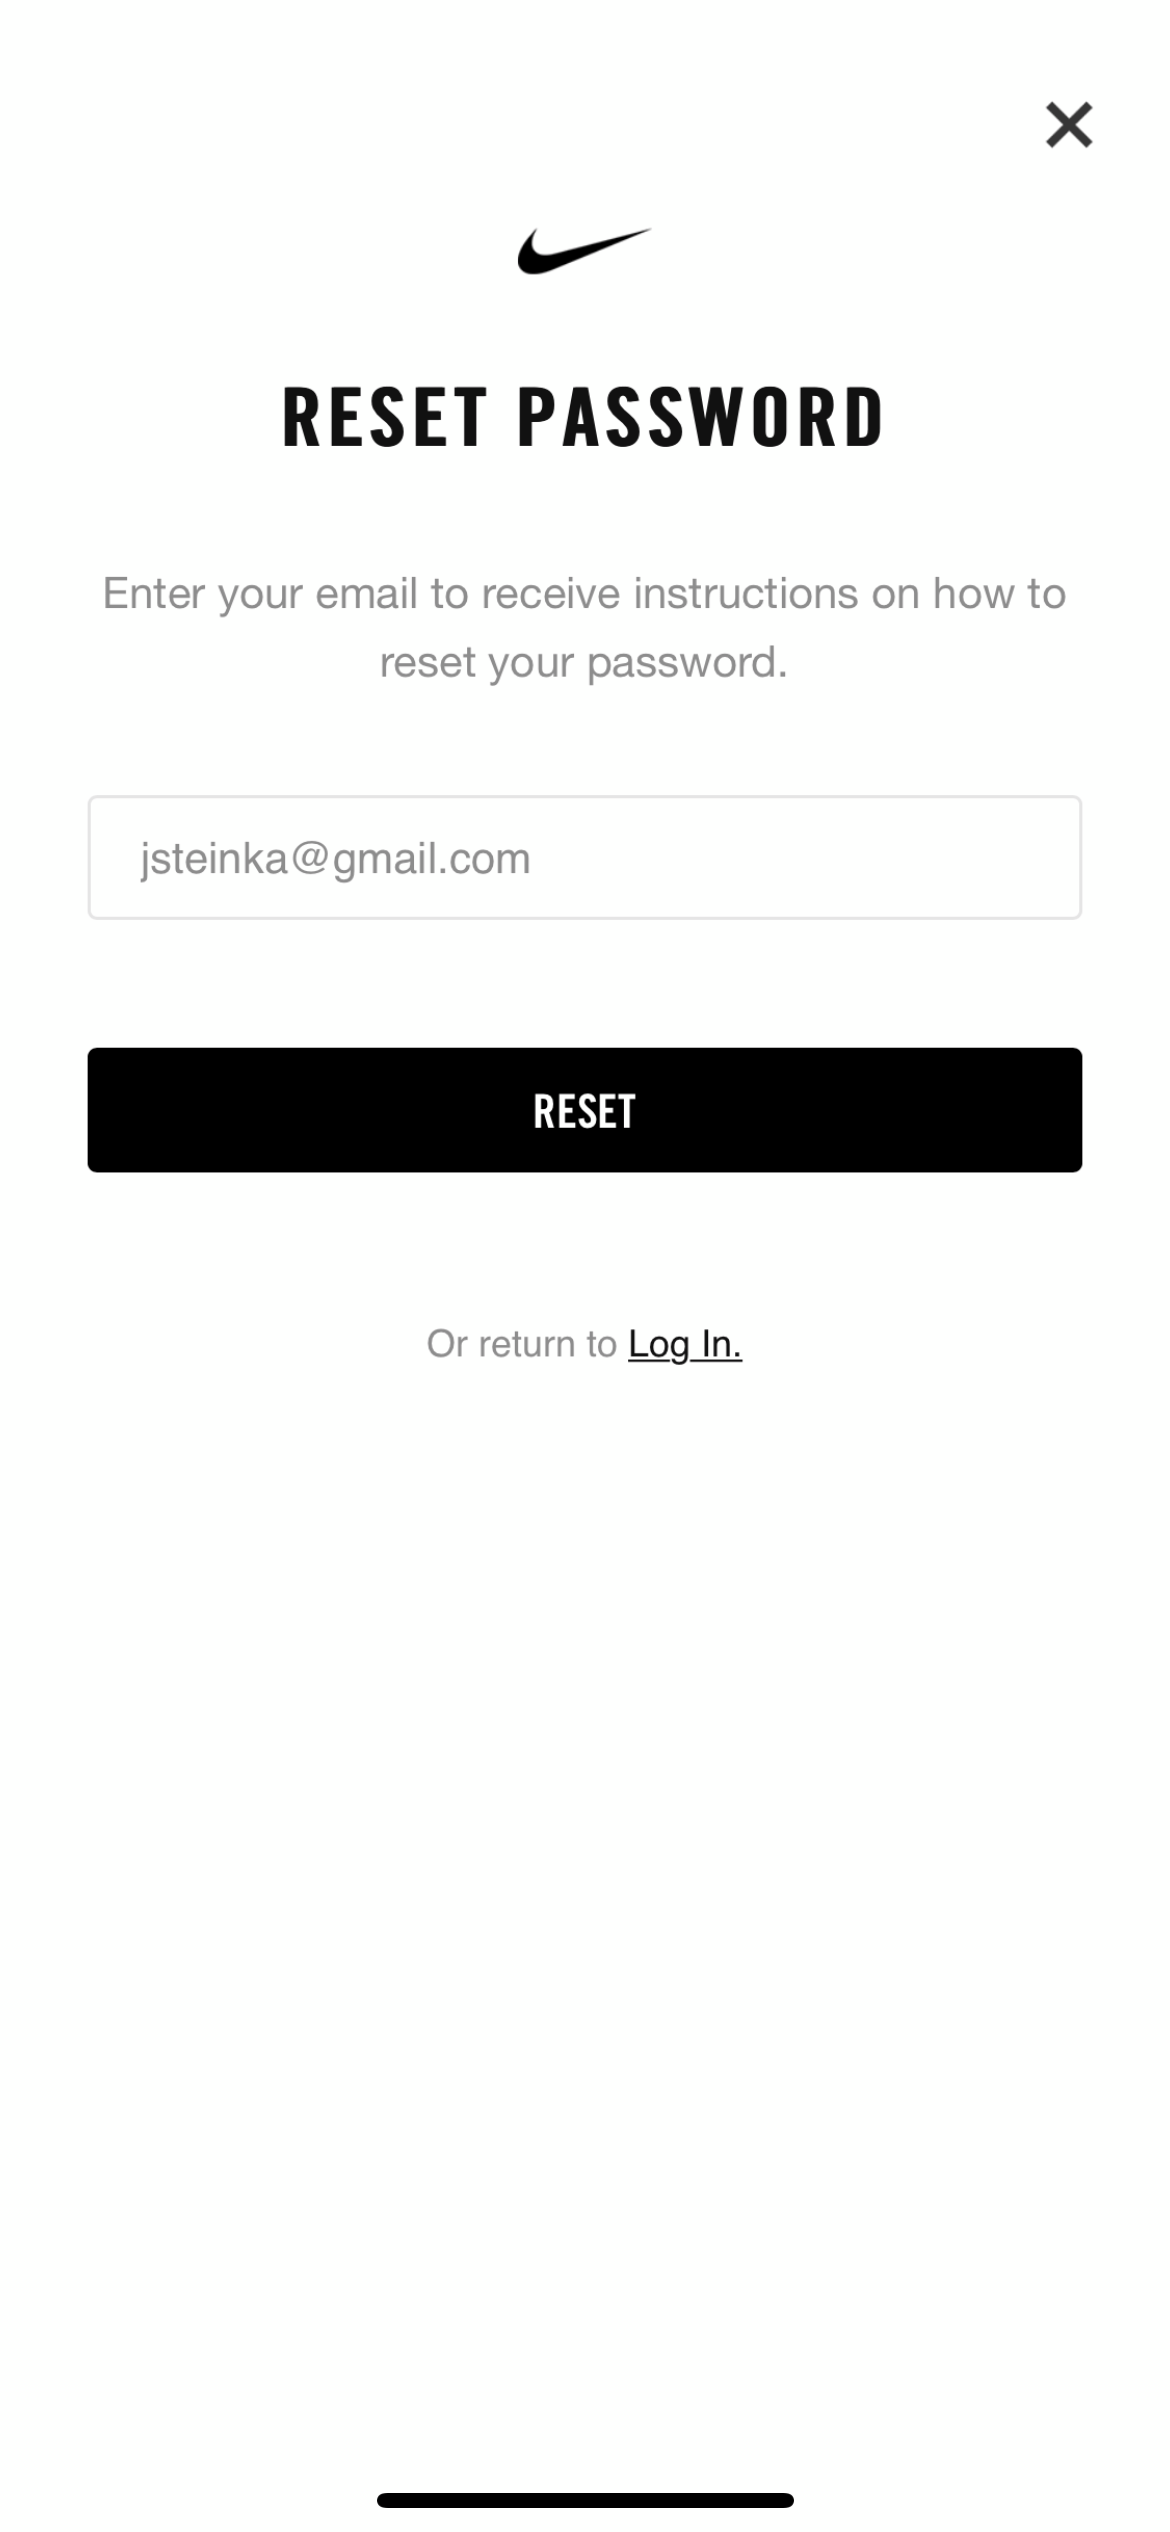 RESET PASSWORD
Enter your email to receive instructions on how to
reset your password.
jsteinka@gmail.com
RESET
Or return to Log In.